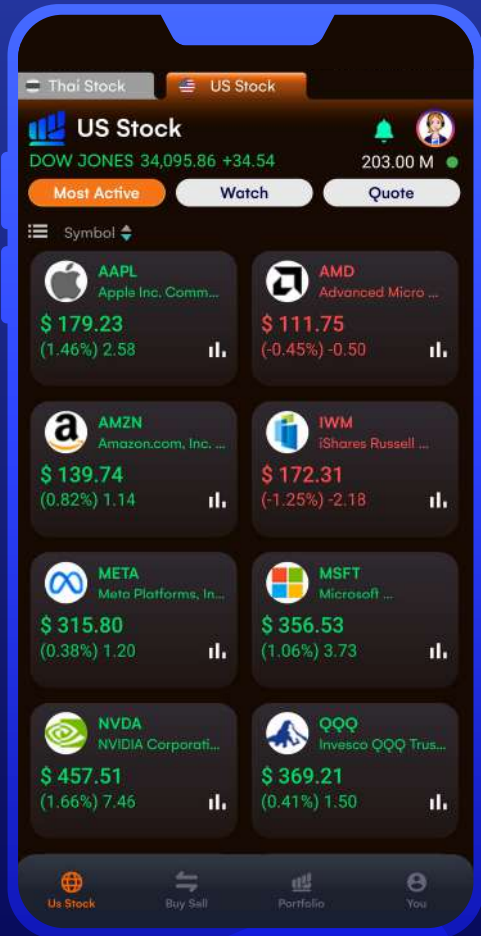 Thai Stock US Stock
US Stock
DOW JONES 34,095.86 +34.54 203.00 M
Most Active Watch Quote
Symbol
AAPL
Apple Inc. Comm...
$ 179.23
(1.46%) 2.58
AMD
Advanced Micro ...
$ 111.75
(-0.45%) -0.50
AMZN
Amazon.com, Inc. ...
$ 139.74
(0.82%) 1.14
IWM
iShares Russell ...
$ 172.31
(-1.25%) -2.18
META
Meta Platforms, In...
$ 315.80
(0.38%) 1.20
MSFT
Microsoft ...
$ 356.53
(1.06%) 3.73
NVDA
NVIDIA Corporati...
$ 457.51
(1.66%) 7.46
QQQ
Invesco QQQ Trus...
$ 369.21
(0.41%) 1.50
Us Stock Buy Sell Portfolio You